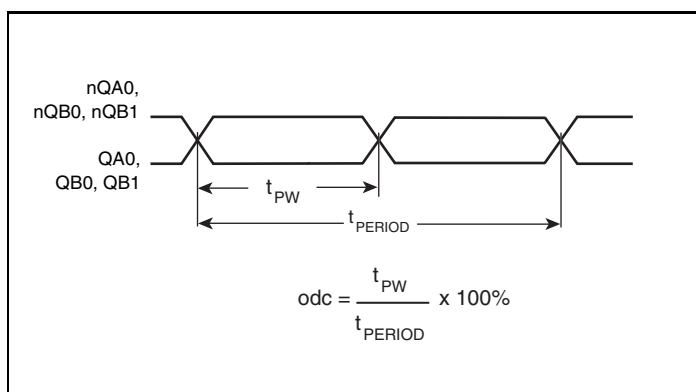 nQA0,
nQB0, nQB1
QA0,
QB0, QB1
tPW
tPERIOD
tPW
odc = x 100%
tPERIOD